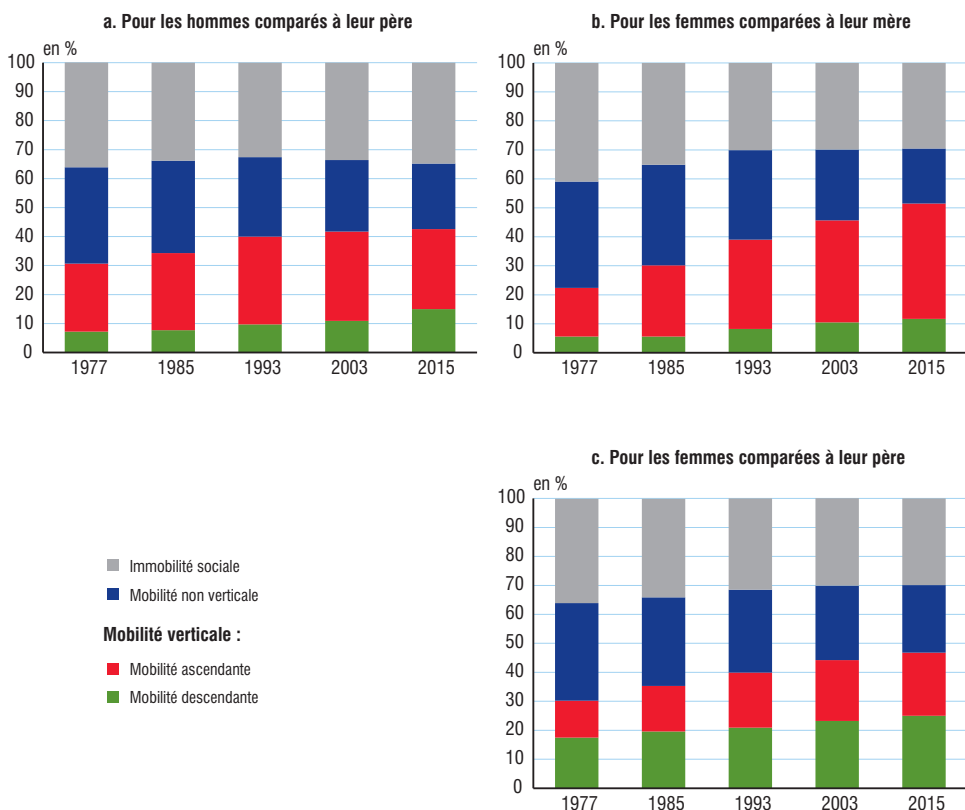 a. Pour les hommes comparés à leur père
en %
100
90
80
70
60
50
40
30
20
10
0
1977 1985 1993 2003 2015
b. Pour les femmes comparées à leur mère
en %
100
90
80
70
60
50
40
30
20
10
0
1977 1985 1993 2003 2015
Immobilité sociale
Mobilité non verticale
Mobilité verticale :
Mobilité ascendante
Mobilité descendante
c. Pour les femmes comparées à leur père
en %
100
90
80
70
60
50
40
30
20
10
0
1977 1985 1993 2003 2015